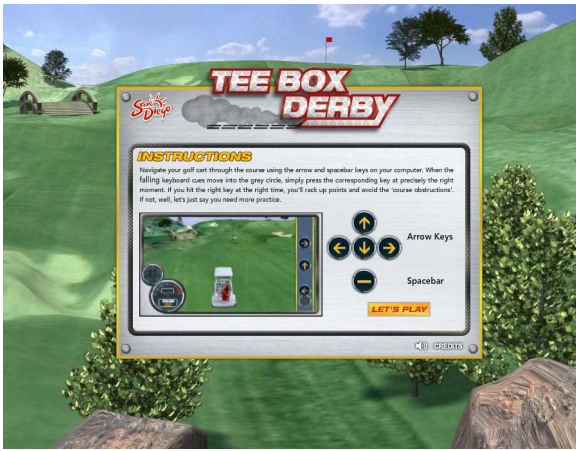 TEE BOX
DERBY
San Diego
INSTRUCTIONS
Navigate your golf cart through the course using the arrow and spacebar keys on your computer. When the
falling keyboard cues move into the grey circle, simply press the corresponding key at precisely the right
moment. If you hit the right key at the right time, you'll rack up points and avoid the 'course obstructions'.
If not, well, let's just say you need more practice.
Arrow Keys
Spacebar
LET'S PLAY
CREDITS